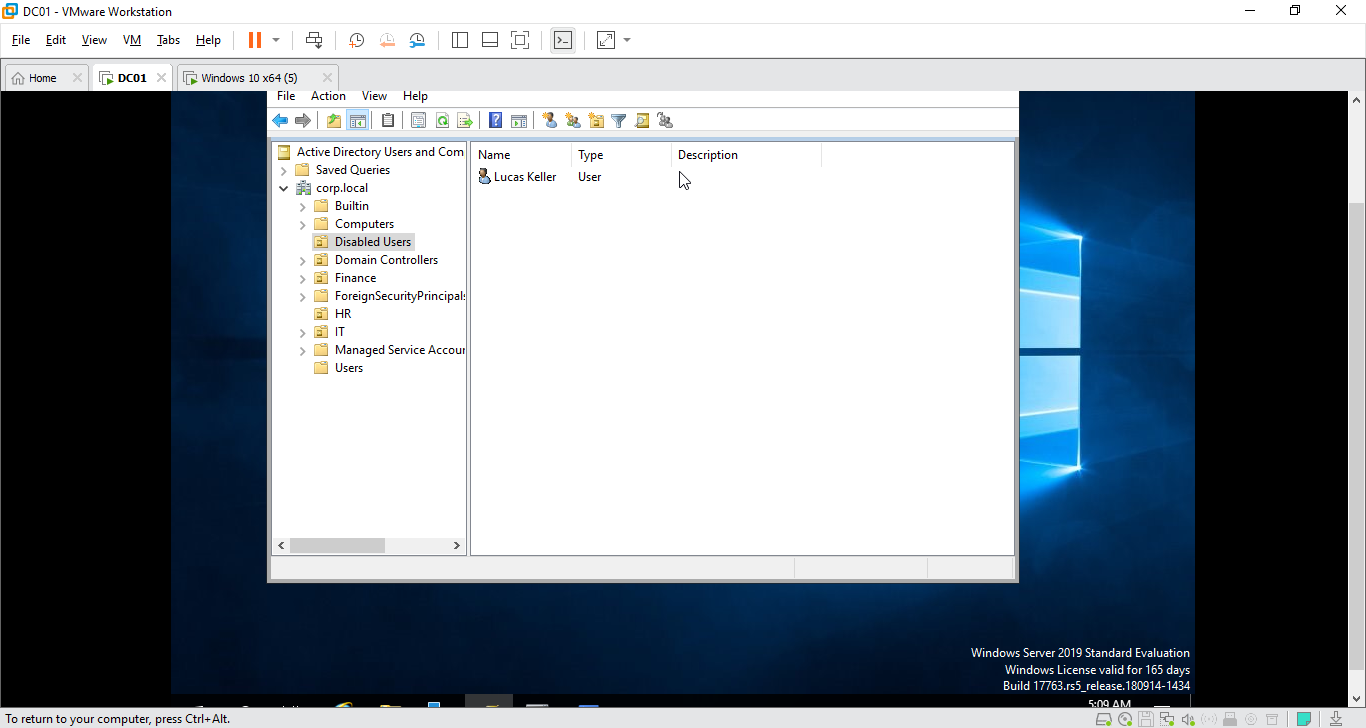 DC01 - VMware Workstation
File Edit View VM Tabs Help
Home DC01 Windows 10 x64 (5)
File Action View Help
Active Directory Users and Com
Saved Queries
corp.local
Builtin
Computers
Disabled Users
Domain Controllers
Finance
ForeignSecurityPrincipals
HR
IT
Managed Service Accour
Users
Name Type Description
Lucas Keller User
Windows Server 2019 Standard Evaluation
Windows License valid for 165 days
Build 17763.rs5_release.180914-1434
5:09 AM
To return to your computer, press Ctrl+Alt.